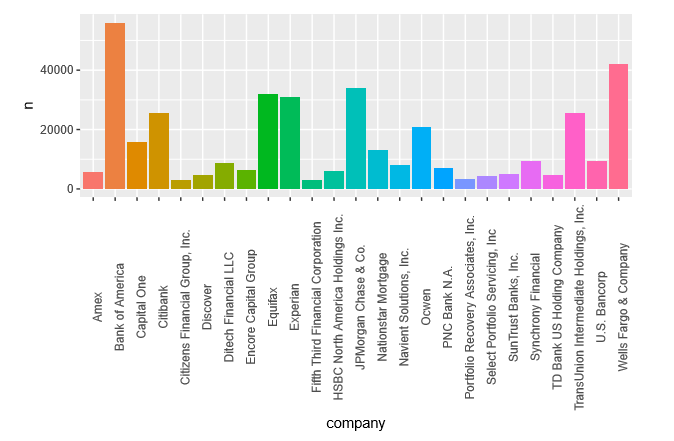 n
40000
20000
0
Amex
Bank of America
Capital One
Citibank
Citizens Financial Group, Inc.
Discover
Ditech Financial LLC
Encore Capital Group
Equifax
Experian
Fifth Third Financial Corporation
HSBC North America Holdings Inc.
JPMorgan Chase & Co.
Nationstar Mortgage
Navient Solutions, Inc.
Ocwen
PNC Bank N.A.
Portfolio Recovery Associates, Inc.
Select Portfolio Servicing, Inc
SunTrust Banks, Inc.
Synchrony Financial
TD Bank US Holding Company
TransUnion Intermediate Holdings, Inc.
U.S. Bancorp
Wells Fargo & Company
company